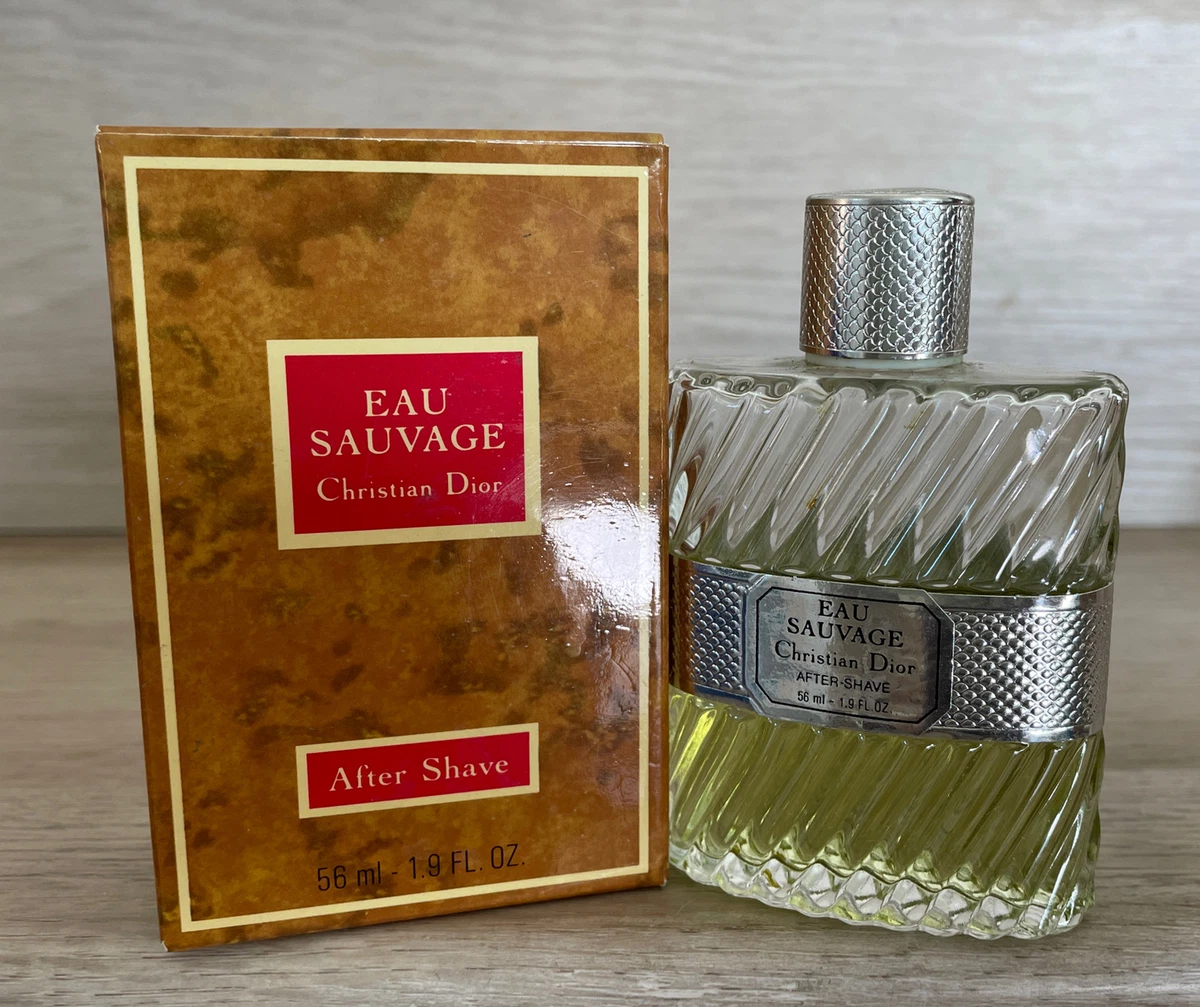 EAU
SAUVAGE
Christian Dior
After Shave
56 ml - 1.9 FL. OZ.
EAU
SAUVAGE
Christian Dior
AFTER-SHAVE
56 ml - 1.9 FL.OZ.